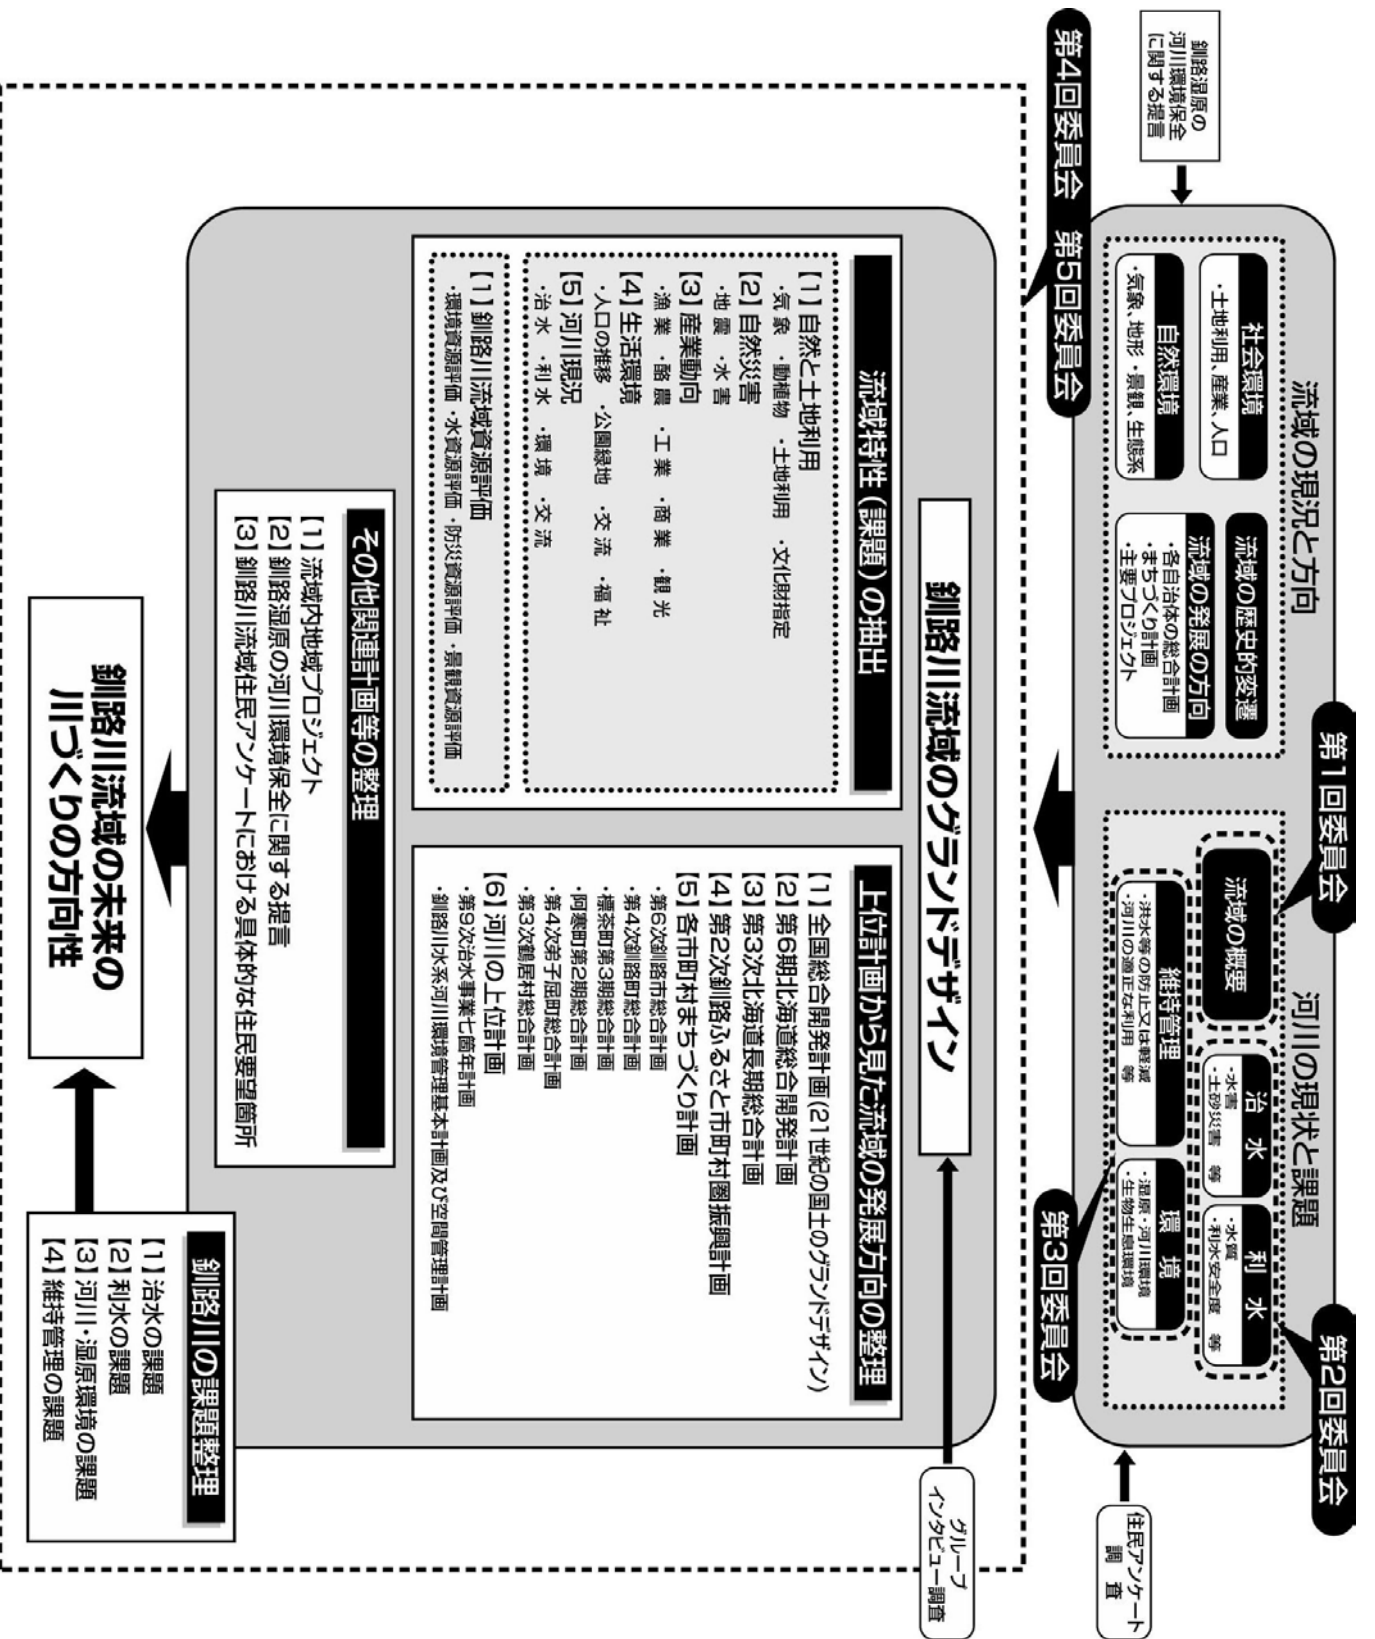 釧路湿原の
河川環境保全
に関する提言
流域の現況と方向
社会環境
・土地利用、産業、人口
自然環境
・気象、地形・景観、生態系
流域の歴史的変遷
流域の発展の方向
・各自治体の総合計画
・まちづくり計画
・主要プロジェクト
第1回委員会
河川の現状と課題
流域の概要
治 水
・水害
・土砂災害 等
利 水
・水質
・利水安全度 等
維持管理
・洪水等の防止又は軽減
・河川の適正な利用 等
環 境
・湿原・河川環境
・生物生息環境
第2回委員会
第3回委員会
住民アンケート
調 査
第4回委員会 第5回委員会
釧路川流域のグランドデザイン
グループ
インタビュー調査
流域特性(課題)の抽出
【1】自然と土地利用
・気 象 ・動植物 ・土地利用 ・文化財指定
【2】自然災害
・地 震 ・水 害
【3】産業動向
・漁 業 ・酪 農 ・工 業 ・商 業 ・観 光
【4】生活環境
・人口の推移 ・公園緑地 ・交 流 ・福 祉
【5】河川現況
・治 水 ・利 水 ・環 境 ・交 流
【1】釧路川流域資源評価
・環境資源評価・水資源評価・防災資源評価・景観資源評価
上位計画から見た流域の発展方向の整理
【1】全国総合開発計画(21世紀の国土のグランドデザイン)
【2】第6期北海道総合開発計画
【3】第3次北海道長期総合計画
【4】第2次釧路ふるさと市町村圏振興計画
【5】各市町村まちづくり計画
・第6次釧路市総合計画
・第4次釧路町総合計画
・標茶町第3期総合計画
・阿寒町第2期総合計画
・第4次弟子屈町総合計画
・第3次鶴居村総合計画
【6】河川の上位計画
・第9次治水事業七箇年計画
・釧路川水系河川環境管理基本計画及び空間管理計画
その他関連計画等の整理
【1】流域内地域プロジェクト
【2】釧路湿原の河川環境保全に関する提言
【3】釧路川流域住民アンケートにおける具体的な住民要望箇所
釧路川流域の未来の
川づくりの方向性
釧路川の課題整理
【1】治水の課題
【2】利水の課題
【3】河川・湿原環境の課題
【4】維持管理の課題